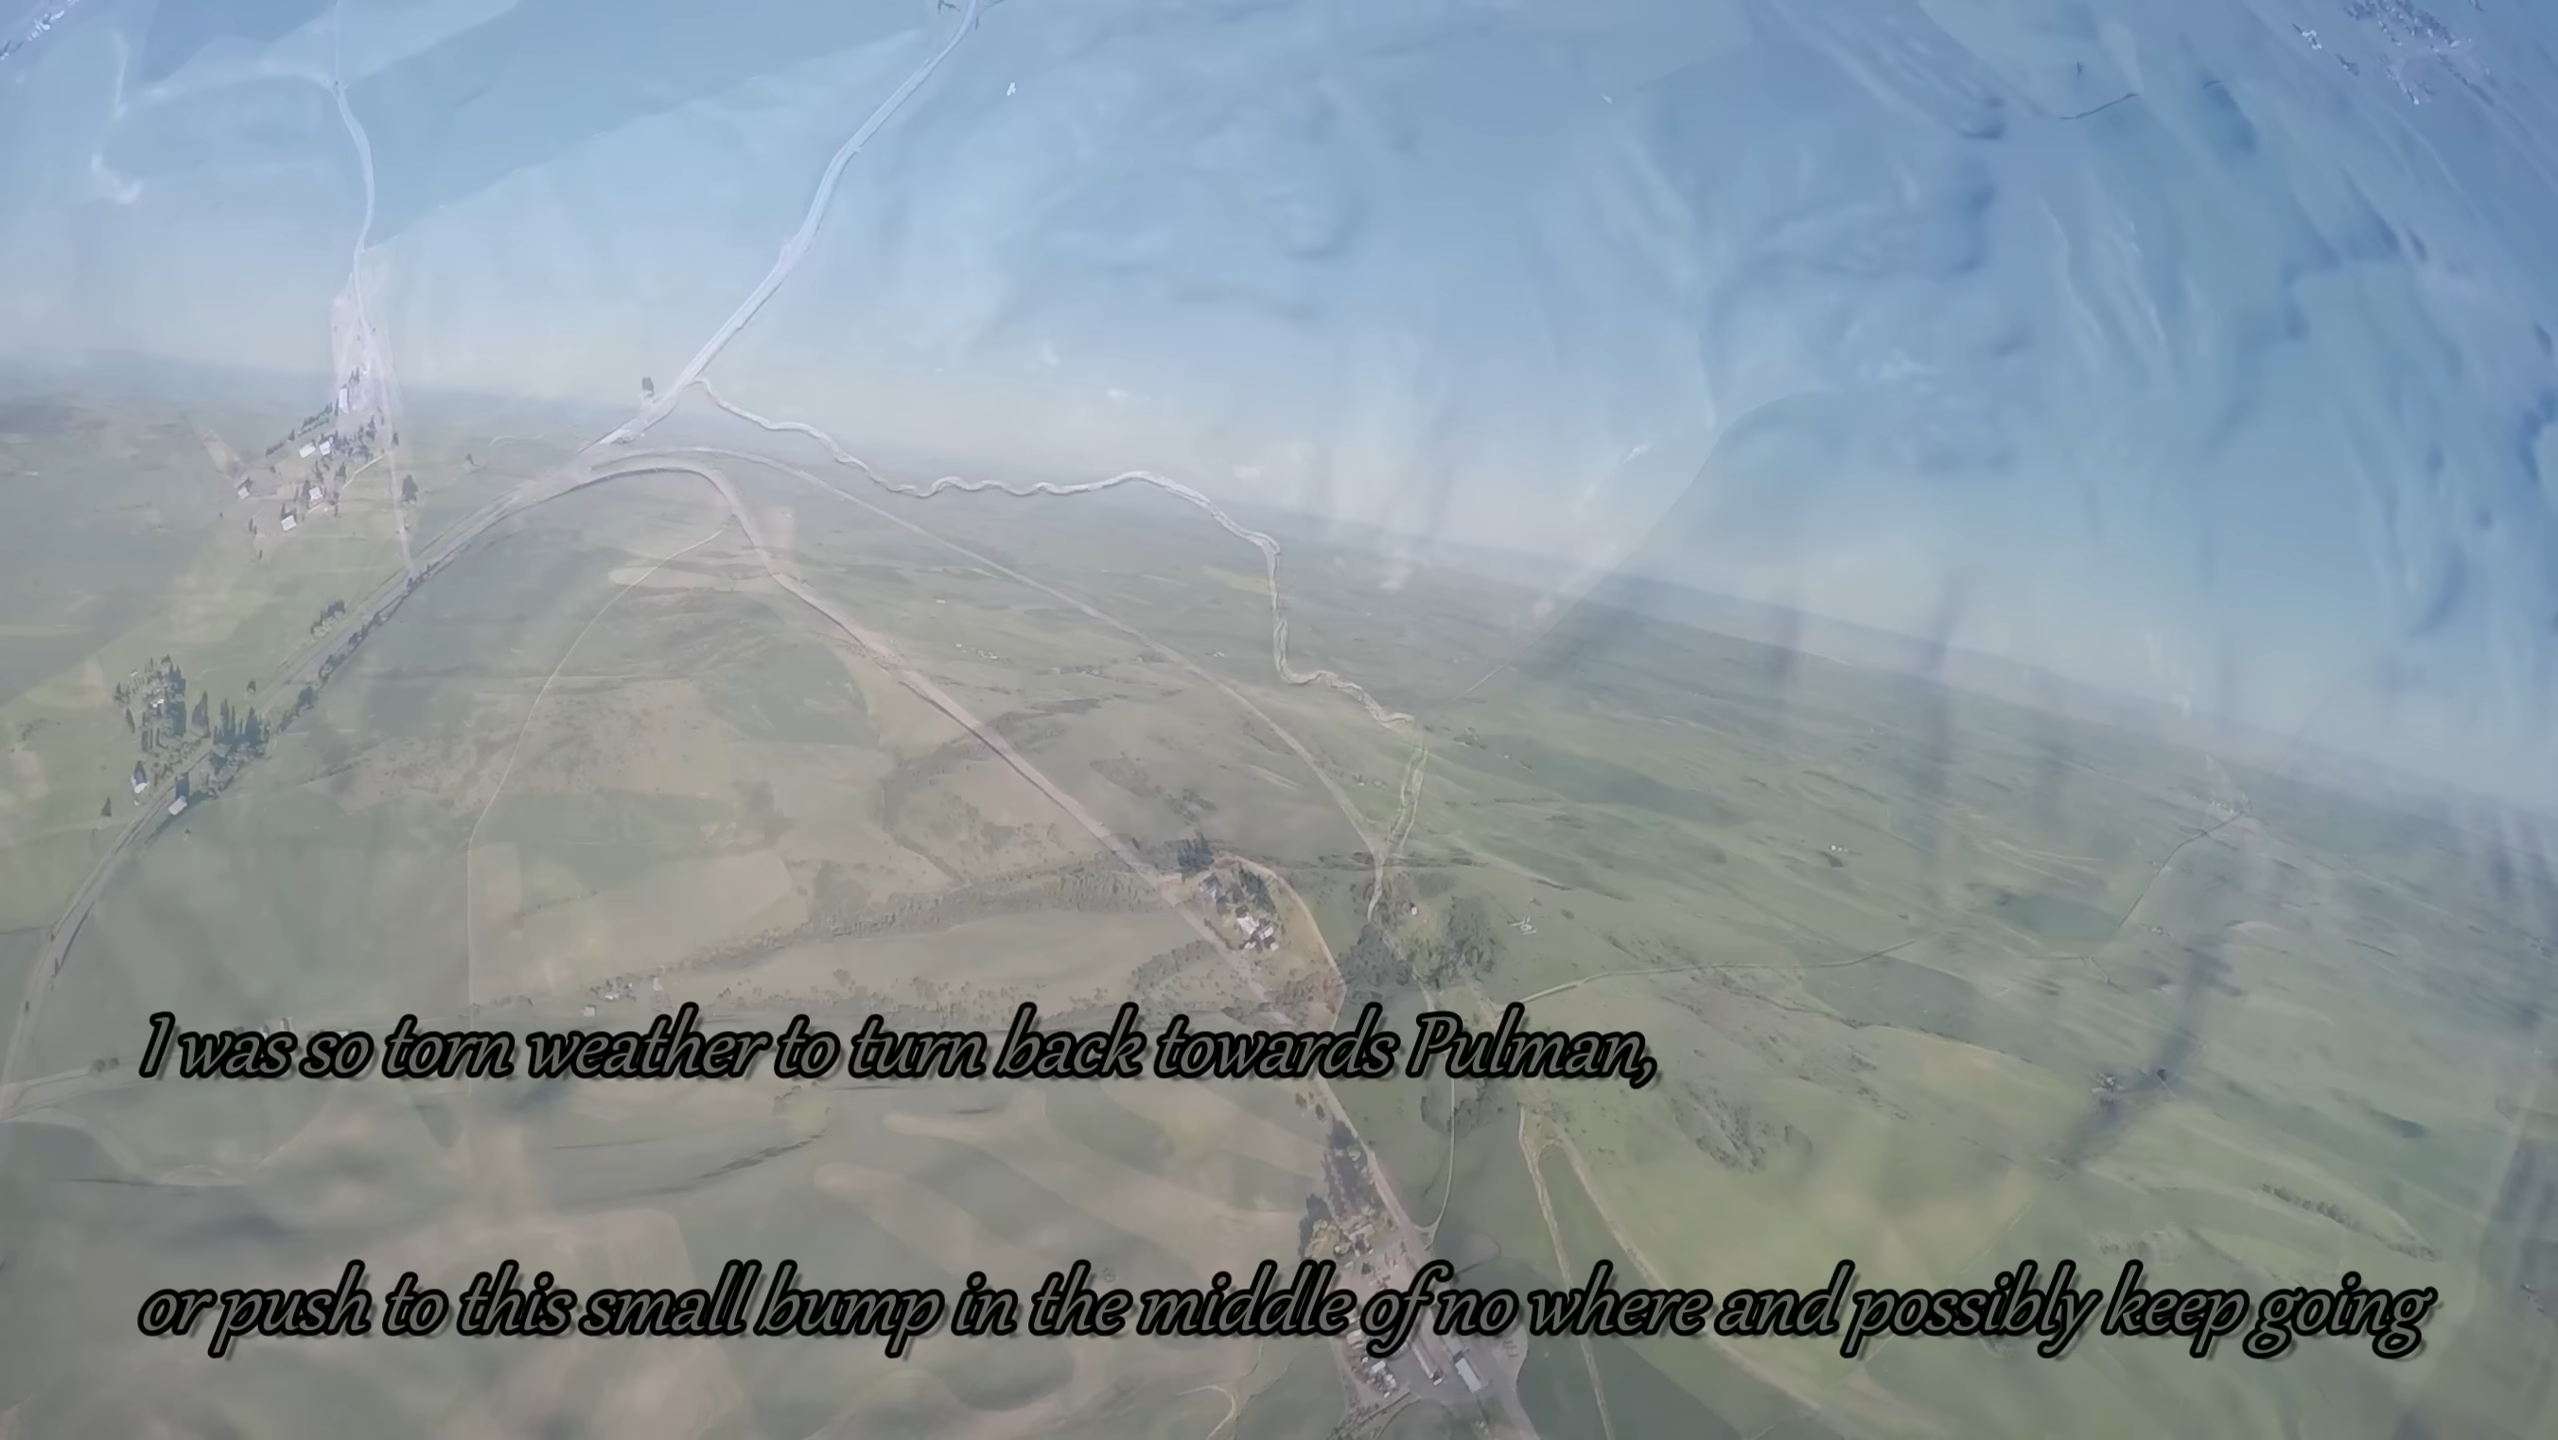 I was so torn weather to turn back towards Pulman,
or push to this small bump in the middle of no where and possibly keep going